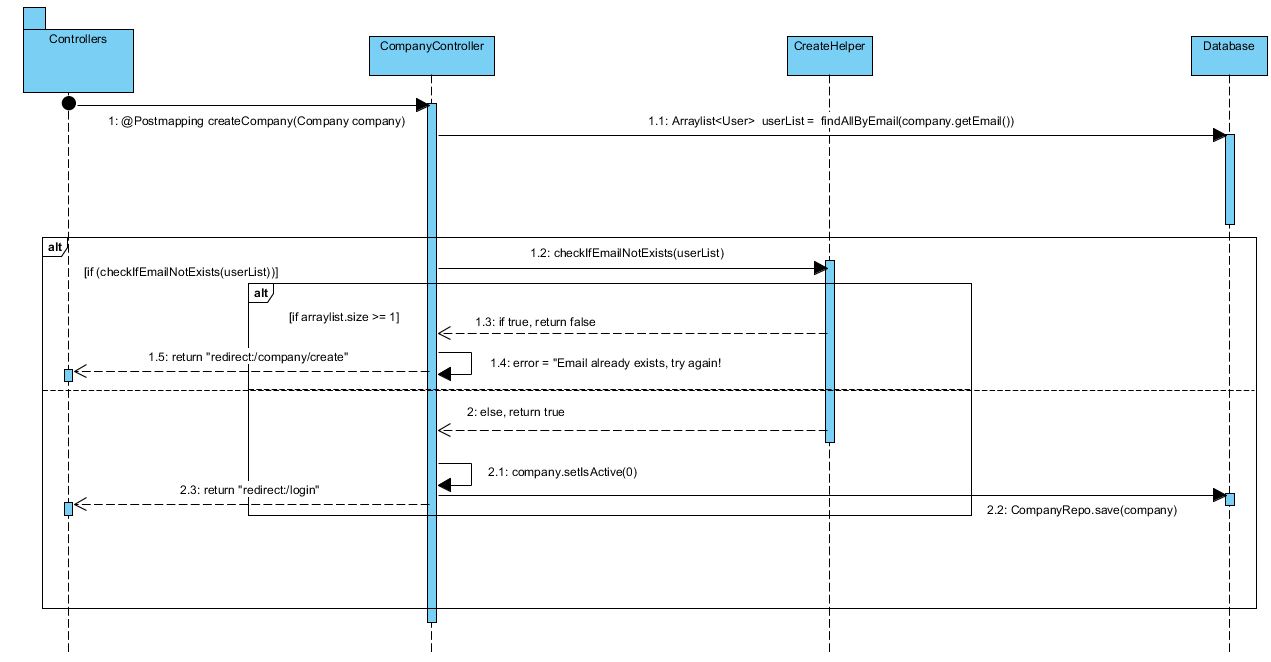 Controllers
CompanyController
CreateHelper
Database
1: @Postmapping createCompany(Company company)
1.1: Arraylist<User> userList = findAllByEmail(company.getEmail())
alt
1.2: checkIfEmailNotExists(userList)
[if (checkIfEmailNotExists(userList))]
alt
[if arraylist.size >= 1]
1.3: if true, return false
1.5: return "redirect:/company/create"
1.4: error = "Email already exists, try again!
2: else, return true
2.1: company.setIsActive(0)
2.3: return "redirect:/login"
2.2: CompanyRepo.save(company)